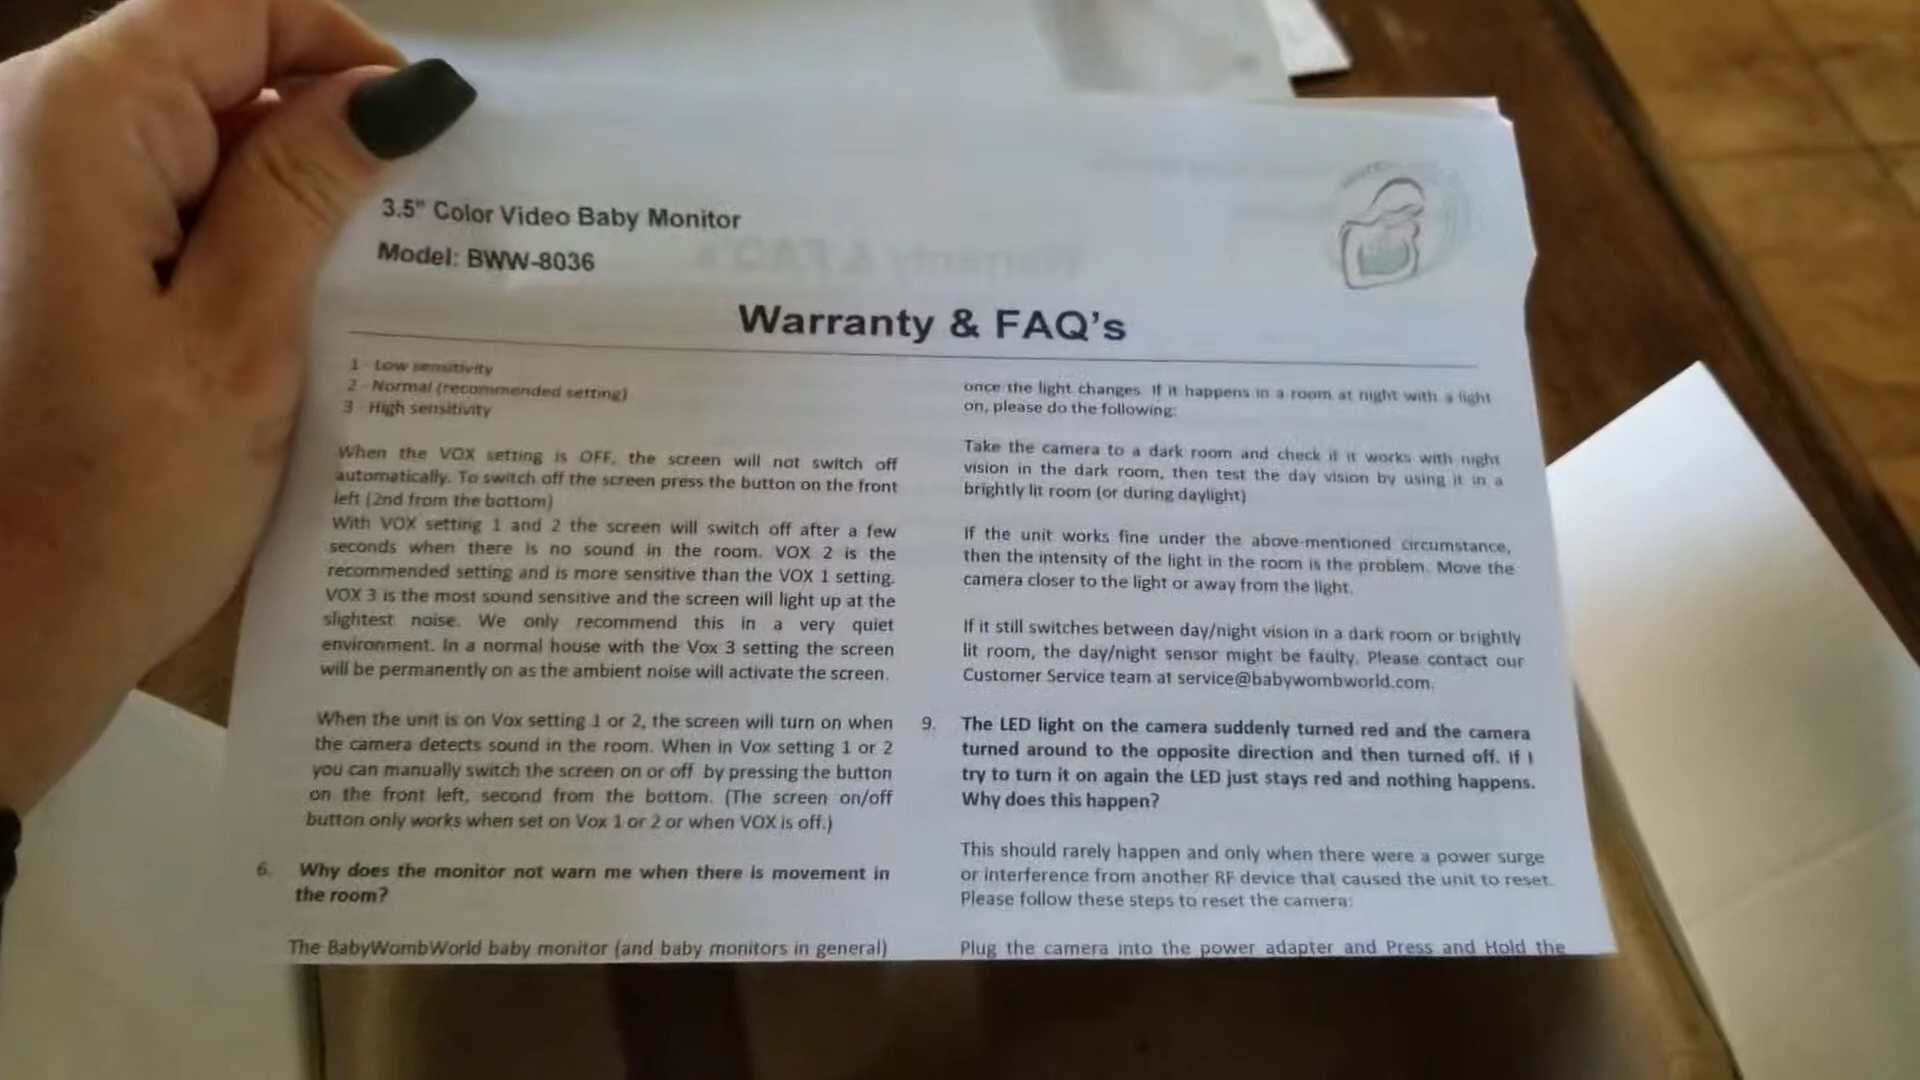 3.5" Color Video Baby Monitor
Model: BWW-8036
Warranty & FAQ's
1 - Low sensitivity
2 - Normal (recommended setting)
3 - High sensitivity
When the VOX setting is OFF, the screen will not switch off
automatically. To switch off the screen press the button on the front
left (2nd from the bottom)
With VOX setting 1 and 2 the screen will switch off after a few
seconds when there is no sound in the room. VOX 2 is the
recommended setting and is more sensitive than the VOX 1 setting.
VOX 3 is the most sound sensitive and the screen will light up at the
slightest noise. We only recommend this in a very quiet
environment. In a normal house with the Vox 3 setting the screen
will be permanently on as the ambient noise will activate the screen.
When the unit is on Vox setting 1 or 2, the screen will turn on when
the camera detects sound in the room. When in Vox setting 1 or 2
you can manually switch the screen on or off by pressing the button
on the front left, second from the bottom. (The screen on/off
button only works when set on Vox 1 or 2 or when VOX is off.)
6. Why does the monitor not warn me when there is movement in
the room?
The BabyWombWorld baby monitor (and baby monitors in general)
once the light changes. If it happens in a room at night with a light
on, please do the following:
Take the camera to a dark room and check if it works with night
vision in the dark room, then test the day vision by using it in a
brightly lit room (or during daylight)
If the unit works fine under the above-mentioned circumstance,
then the intensity of the light in the room is the problem. Move the
camera closer to the light or away from the light.
If it still switches between day/night vision in a dark room or brightly
lit room, the day/night sensor might be faulty. Please contact our
Customer Service team at service@babywombworld.com.
9. The LED light on the camera suddenly turned red and the camera
turned around to the opposite direction and then turned off. If I
try to turn it on again the LED just stays red and nothing happens.
Why does this happen?
This should rarely happen and only when there were a power surge
or interference from another RF device that caused the unit to reset.
Please follow these steps to reset the camera:
Plug the camera into the power adapter and Press and Hold the